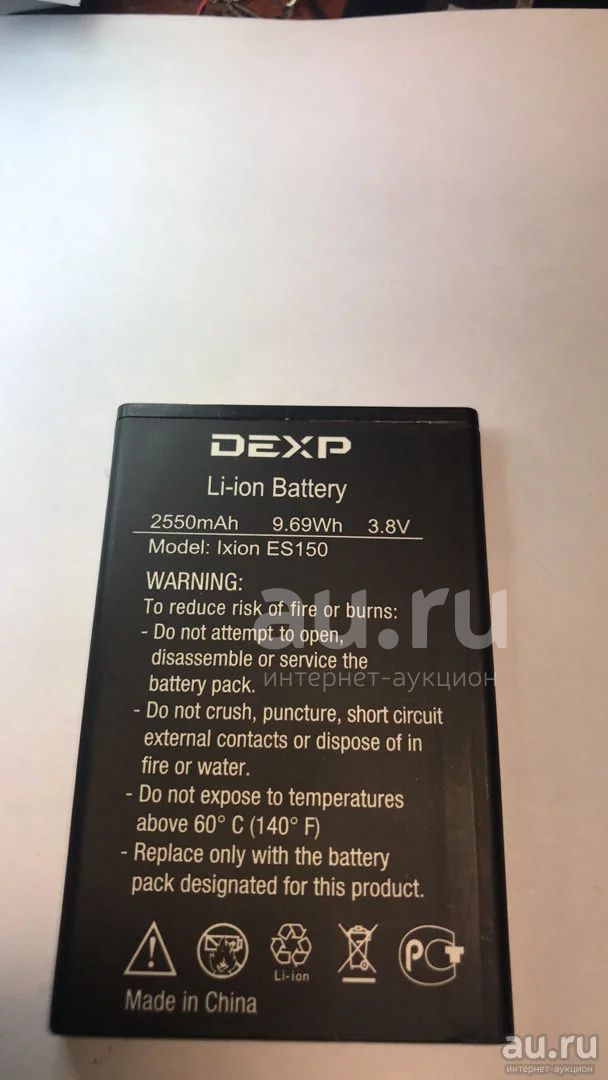 DEXP
Li-ion Battery
2550mAh 9.69Wh 3.8V
Model: Ixion ES150
WARNING:
To reduce risk of fire or burns:
- Do not attempt to open,
disassemble or service the
battery pack.
- Do not crush, puncture, short circuit
external contacts or dispose of in
fire or water.
- Do not expose to temperatures
above 60° C (140° F)
- Replace only with the battery
pack designated for this product.
Li-ion
РСТ
Made in China
au.ru
интернет-аукцион
au.ru
интернет-аукцион